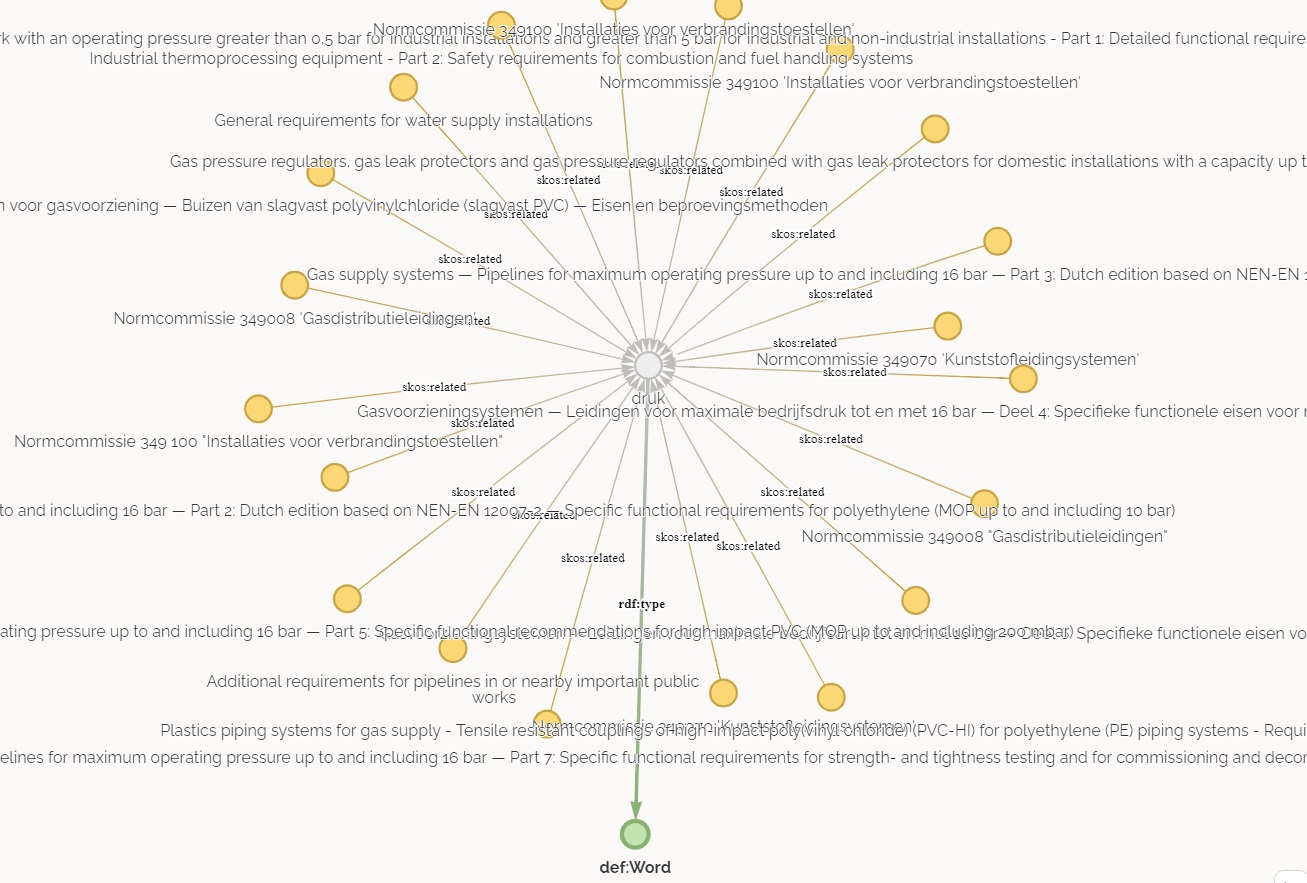 Normcommissie 349100 'Installaties voor verbrandingstoestellen'
k with an operating pressure greater than 0,5 bar for industrial installations and greater than 5 bar for industrial and non-industrial installations - Part 1: Detailed functional require
Industrial thermoprocessing equipment - Part 2: Safety requirements for combustion and fuel handling systems
Normcommissie 349100 'Installaties voor verbrandingstoestellen'
General requirements for water supply installations
Gas pressure regulators, gas leak protectors and gas pressure regulators combined with gas leak protectors for domestic installations with a capacity up t
skos:related
skos:related
skos:related
n voor gasvoorziening — Buizen van slagvast polyvinylchloride (slagvast PVC) — Eisen en beproevingsmethoden
skos:related
skos:related
skos:related
Gas supply systems — Pipelines for maximum operating pressure up to and including 16 bar — Part 3: Dutch edition based on NEN-EN 1
skos:related
Normcommissie 349008 'Gasdistributieleidingen'
skos:related
skos:related
Normcommissie 349070 'Kunststofleidingsystemen'
skos:related
skos:related
druk
Gasvoorzieningsystemen — Leidingen voor maximale bedrijfsdruk tot en met 16 bar — Deel 4: Specifieke functionele eisen voor
skos:related
Normcommissie 349 100 "Installaties voor verbrandingstoestellen"
skos:related
skos:related
skos:related
to and including 16 bar — Part 2: Dutch edition based on NEN-EN 12007-2 — Specific functional requirements for polyethylene (MOP up to and including 10 bar)
skos:related
Normcommissie 349008 "Gasdistributieleidingen"
skos:related
skos:related
skos:related
rdf:type
ating pressure up to and including 16 bar — Part 5: Specific functional recommendations for high impact PVC (MOP up to and including 200 mbar)
Specifieke functionele eisen vo
Additional requirements for pipelines in or nearby important public
works
Normcommissie 349070 'Kunststofleidingsystemen'
Plastics piping systems for gas supply - Tensile resistant couplings of high-impact poly(vinyl chloride) (PVC-HI) for polyethylene (PE) piping systems - Requi
elines for maximum operating pressure up to and including 16 bar — Part 7: Specific functional requirements for strength- and tightness testing and for commissioning and decom
def:Word